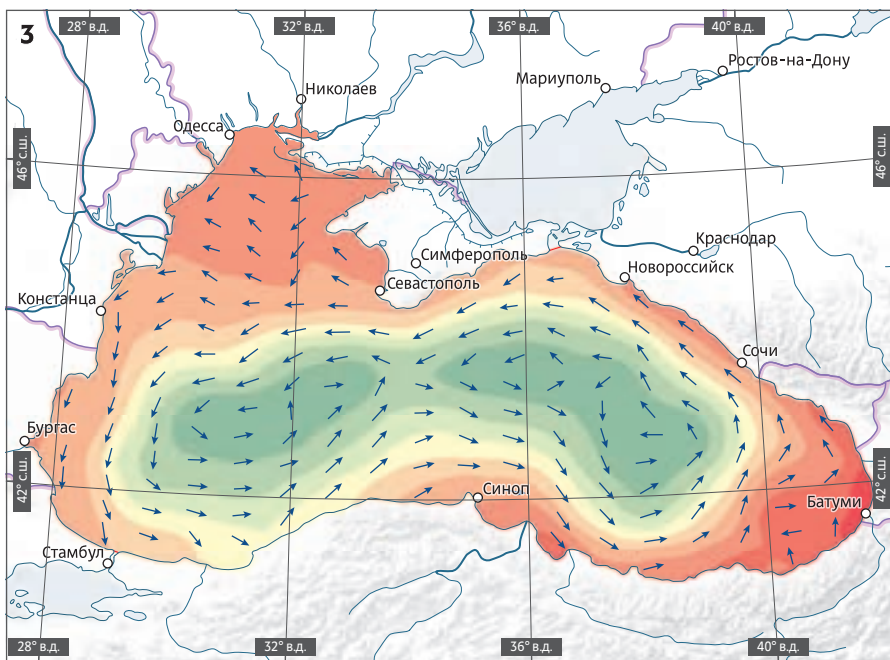 3
28° в.д.
32° в.д.
36° в.д.
40° в.д.
Ростов-на-Дону
Мариуполь
Николаев
Одесса
46° с.ш.
46° с.ш.
Краснодар
Симферополь
Новороссийск
Севастополь
Констанца
Сочи
Бургас
42° с.ш.
42° с.ш.
Синоп
Батуми
Стамбул
28° в.д.
32° в.д.
36° в.д.
40° в.д.